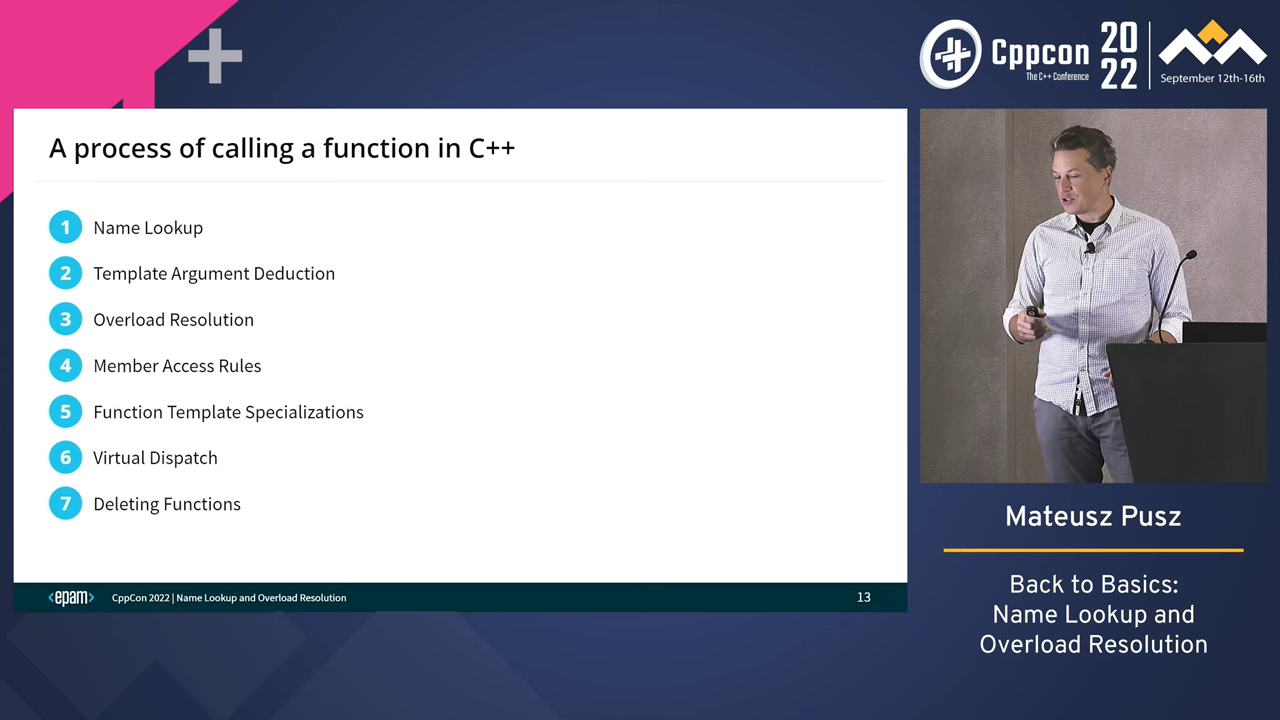 Cppcon
The C++ Conference
20
22
September 12th-16th
A process of calling a function in C++
1 Name Lookup
2 Template Argument Deduction
3 Overload Resolution
4 Member Access Rules
5 Function Template Specializations
6 Virtual Dispatch
7 Deleting Functions
<epam> CppCon 2022 | Name Lookup and Overload Resolution 13
Mateusz Pusz
Back to Basics:
Name Lookup and
Overload Resolution